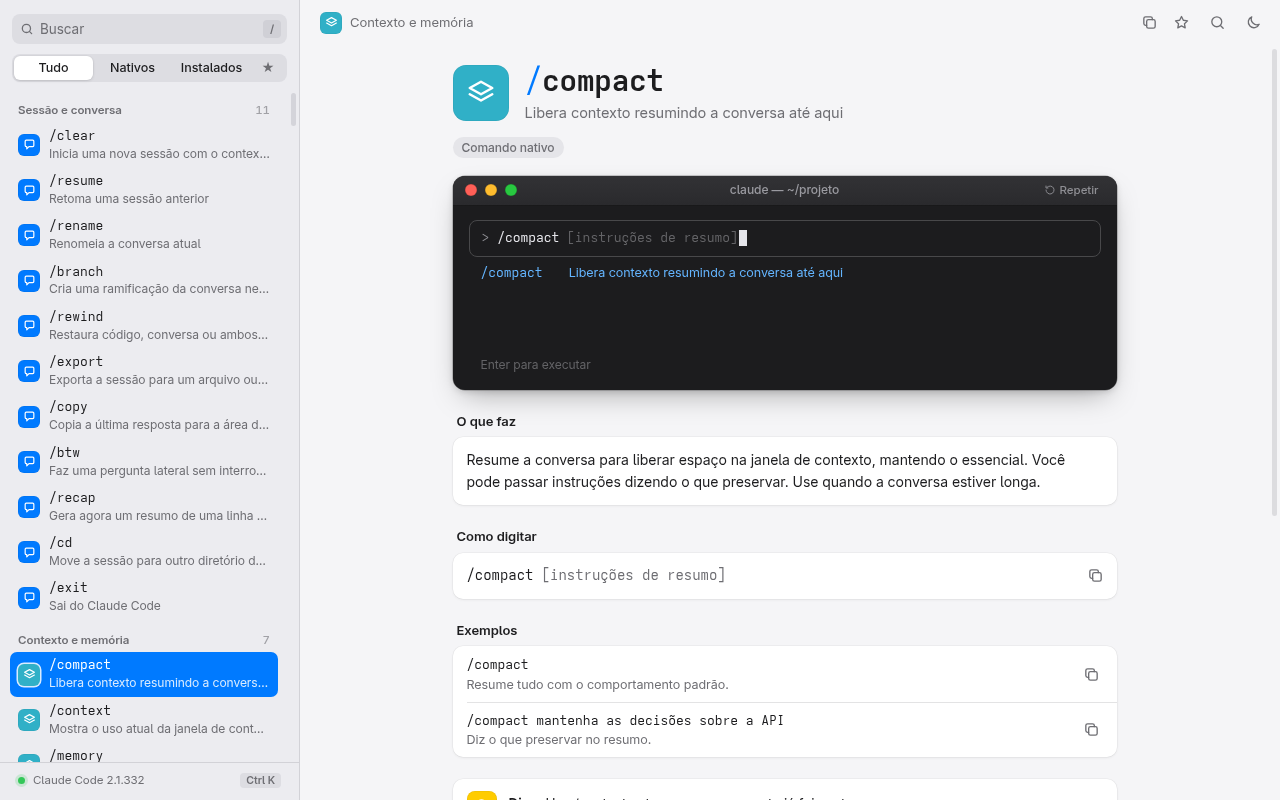 Buscar
/
Tudo
Nativos
Instalados
★
Sessão e conversa
11
/clear
Inicia uma nova sessão com o contex...
/resume
Retoma uma sessão anterior
/rename
Renomeia a conversa atual
/branch
Cria uma ramificação da conversa ne...
/rewind
Restaura código, conversa ou ambos...
/export
Exporta a sessão para um arquivo ou...
/copy
Copia a última resposta para a área d...
/btw
Faz uma pergunta lateral sem interro...
/recap
Gera agora um resumo de uma linha ...
/cd
Move a sessão para outro diretório d...
/exit
Sai do Claude Code
Contexto e memória
7
/compact
Libera contexto resumindo a convers...
/context
Mostra o uso atual da janela de cont...
/memory
Claude Code 2.1.332
Ctrl K
Contexto e memória
/compact
Libera contexto resumindo a conversa até aqui
Comando nativo
claude — ~/projeto
Repetir
> /compact [instruções de resumo]
/compact Libera contexto resumindo a conversa até aqui
Enter para executar
O que faz
Resume a conversa para liberar espaço na janela de contexto, mantendo o essencial. Você
pode passar instruções dizendo o que preservar. Use quando a conversa estiver longa.
Como digitar
/compact [instruções de resumo]
Exemplos
/compact
Resume tudo com o comportamento padrão.
/compact mantenha as decisões sobre a API
Diz o que preservar no resumo.